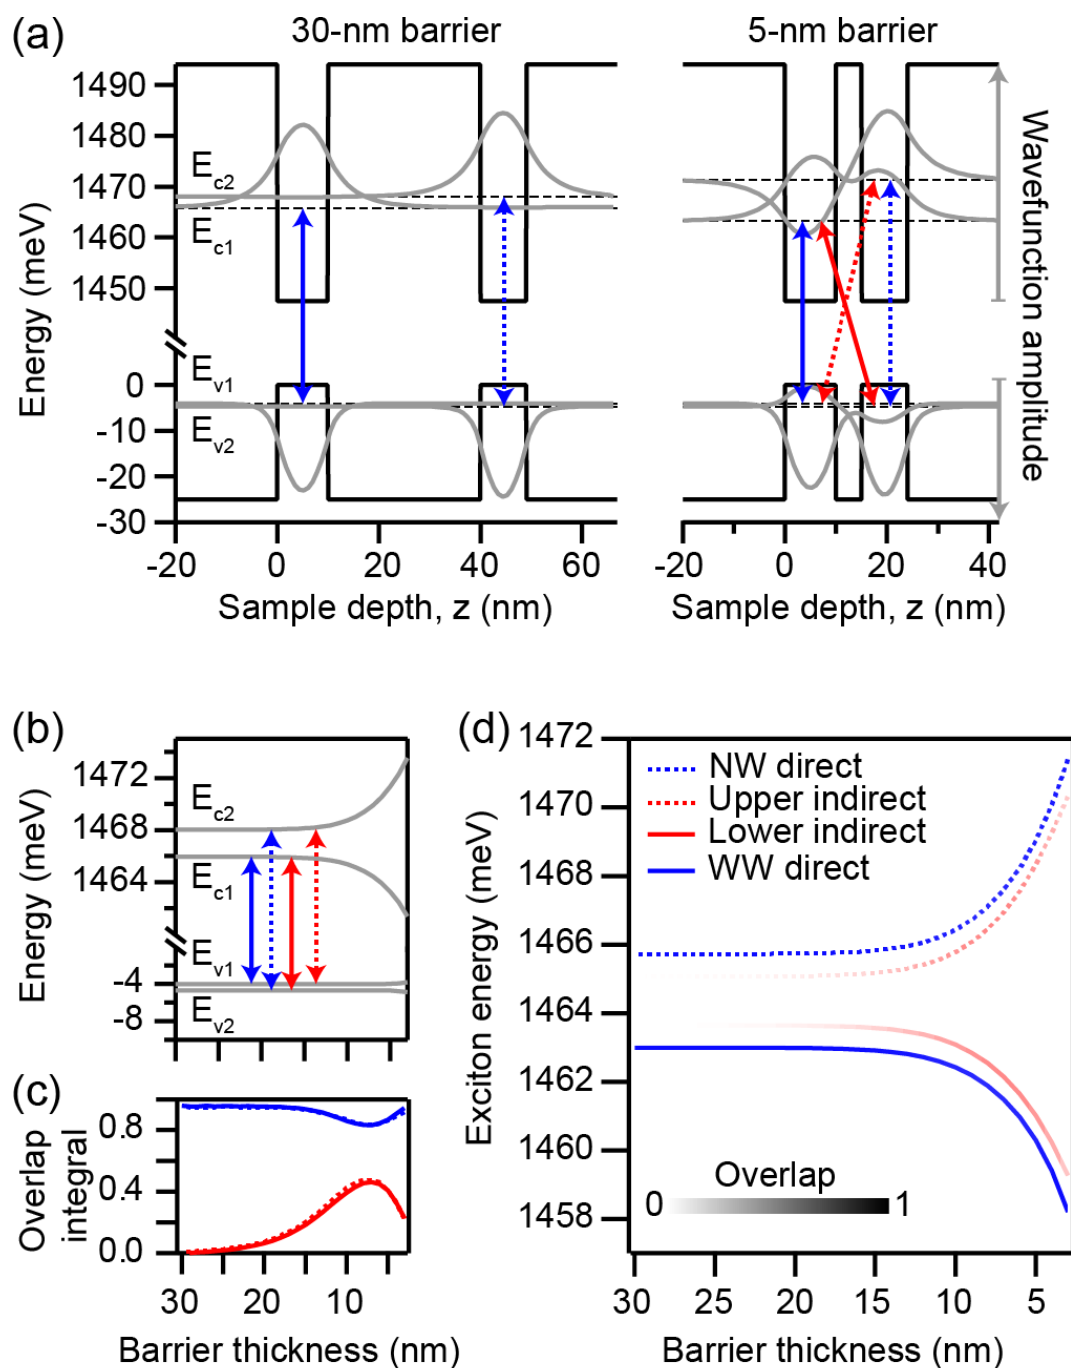 (a)
30-nm barrier
5-nm barrier
Energy (meV)
1490
1480
1470
1460
1450
0
-10
-20
-30
E_c2
E_c1
E_v1
E_v2
-20
0
20
40
60
Sample depth, z (nm)
-20
0
20
40
Sample depth, z (nm)
Wavefunction amplitude
(b)
Energy (meV)
1472
1468
1464
-4
-8
E_c2
E_c1
E_v1
E_v2
(c)
Overlap
integral
0.8
0.4
0.0
30
20
10
Barrier thickness (nm)
(d)
Exciton energy (meV)
1472
1470
1468
1466
1464
1462
1460
1458
NW direct
Upper indirect
Lower indirect
WW direct
Overlap
0
1
30
25
20
15
10
5
Barrier thickness (nm)